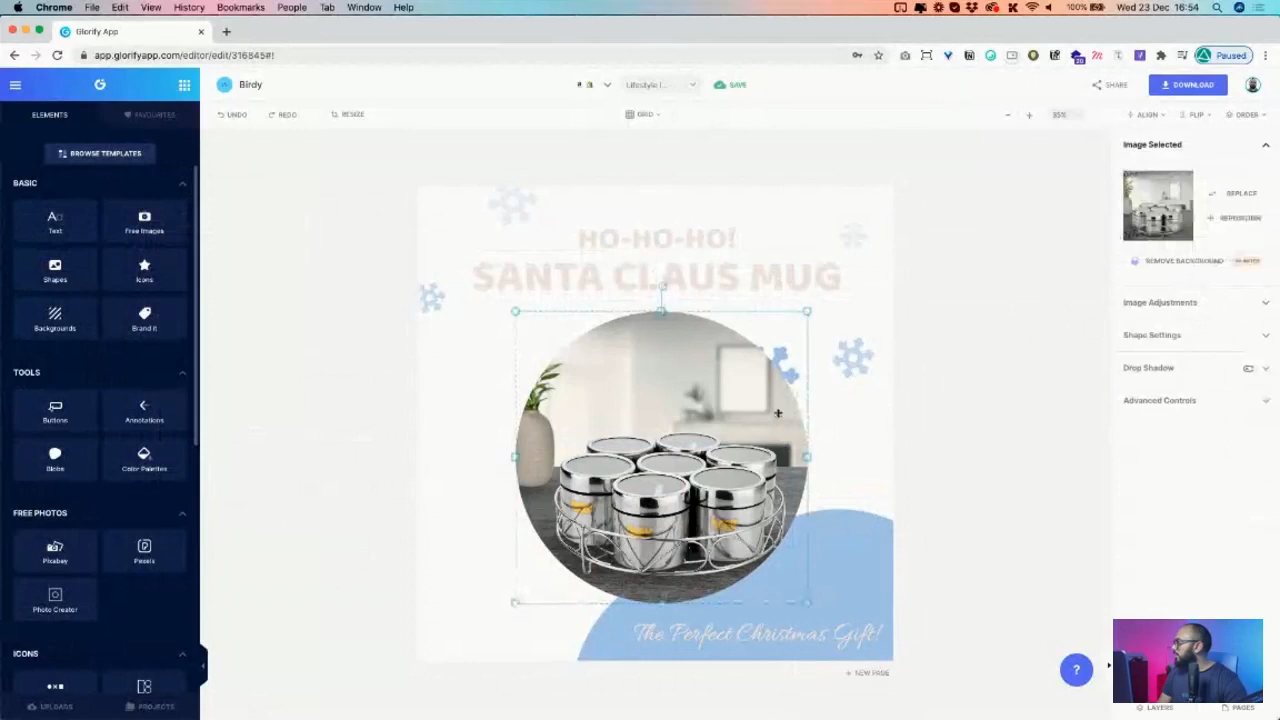 Chrome File Edit View History Bookmarks People Tab Window Help
100% Wed 23 Dec 16:54
Glorify App
app.glorifyapp.com/editor/edit/316845#!
Paused
Birdy
Lifestyle (...
SAVE
SHARE
DOWNLOAD
ELEMENTS
FAVOURITES
UNDO
REDO
RESIZE
GRID
35%
ALIGN
FLIP
ORDER
BROWSE TEMPLATES
BASIC
Text
Free Images
Shapes
Icons
Backgrounds
Brand it
TOOLS
Buttons
Annotations
Blobs
Color Palettes
FREE PHOTOS
Pixabay
Pexels
Photo Creator
ICONS
UPLOADS
PROJECTS
HO-HO-HO!
The Perfect Christmas Gift!
NEW PAGE
Image Selected
REPLACE
REMOVE BACKGROUND
Image Adjustments
Shape Settings
Drop Shadow
Advanced Controls
?
LAYERS
PAGES